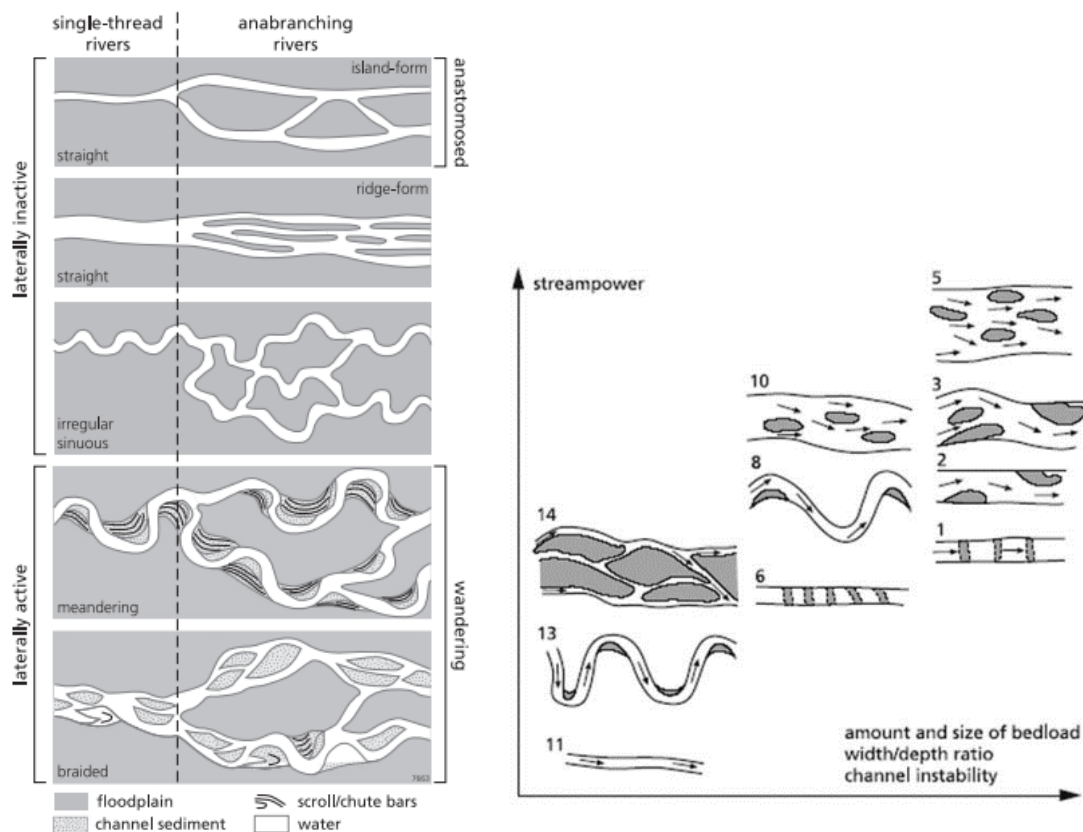 single-thread
rivers
anabranching
rivers
laterally inactive
island-form
straight
anastomosed
ridge-form
straight
irregular
sinuous
laterally active
meandering
wandering
braided
7863
floodplain
scroll/chute bars
channel sediment
water
streampower
5
10
3
8
2
14
1
6
13
11
amount and size of bedload
width/depth ratio
channel instability